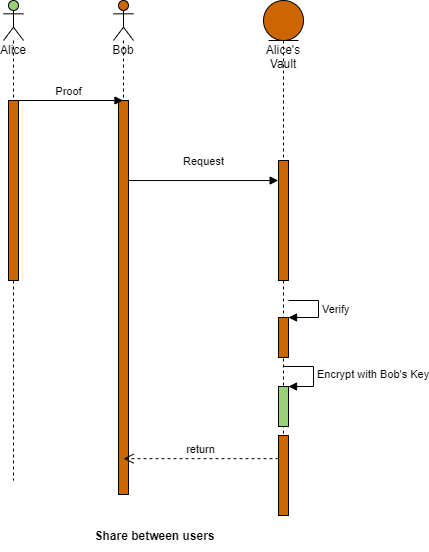 Alice
Bob
Alice's
Vault
Proof
Request
Verify
Encrypt with Bob's Key
return
Share between users